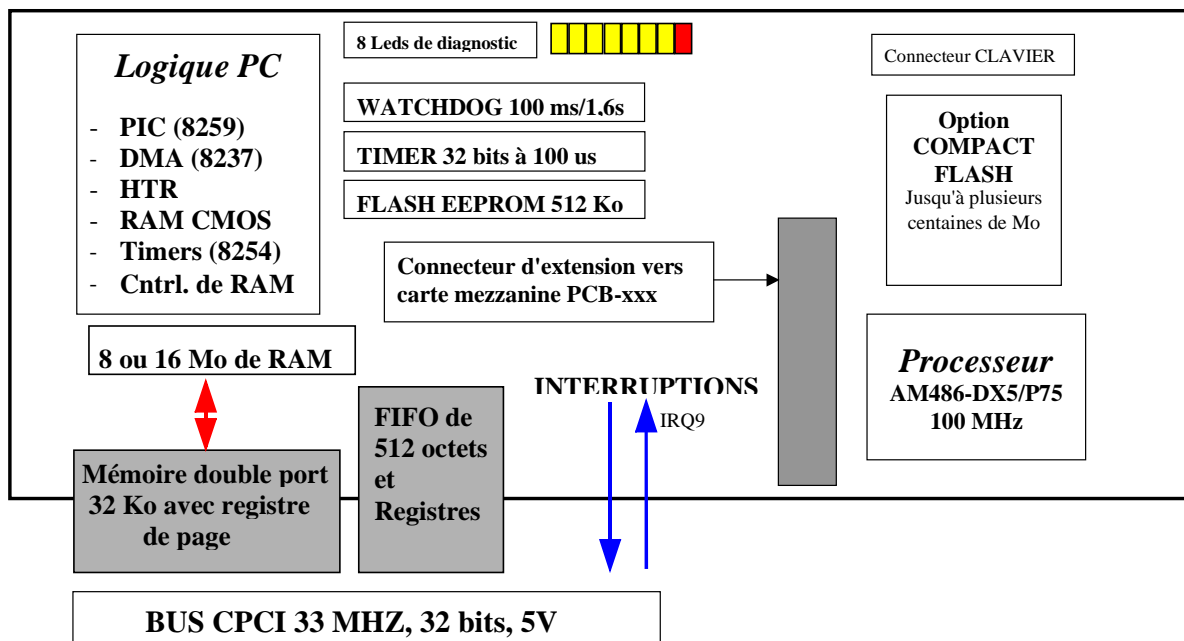 Logique PC
- PIC (8259)
- DMA (8237)
- HTR
- RAM CMOS
- Timers (8254)
- Cntrl. de RAM
8 Leds de diagnostic
WATCHDOG 100 ms/1,6s
TIMER 32 bits à 100 us
FLASH EEPROM 512 Ko
Connecteur d'extension vers
carte mezzanine PCB-xxx
Connecteur CLAVIER
Option
COMPACT
FLASH
Jusqu'à plusieurs
centaines de Mo
Processeur
AM486-DX5/P75
100 MHz
8 ou 16 Mo de RAM
Mémoire double port
32 Ko avec registre
de page
FIFO de
512 octets
et
Registres
INTERRUPTIONS
IRQ9
BUS CPCI 33 MHZ, 32 bits, 5V